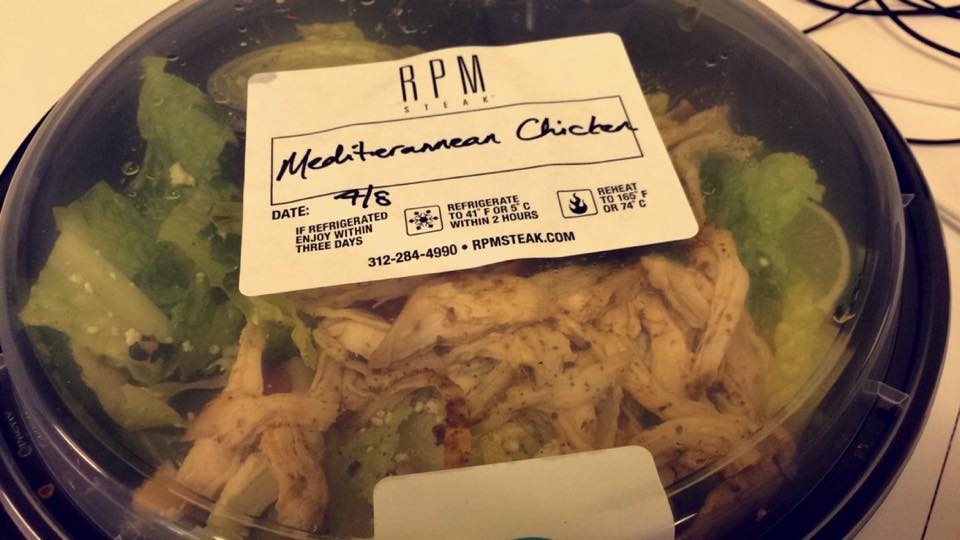 RPM
STEAK
Mediterannean Chicken
DATE: 4/8
IF REFRIGERATED
ENJOY WITHIN
THREE DAYS
REFRIGERATE
TO 41° F OR 5° C
WITHIN 2 HOURS
REHEAT
TO 165° F
OR 74° C
312-284-4990 • RPMSTEAK.COM